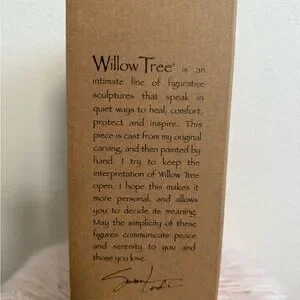 Willow Tree® is an
intimate line of figurative
sculptures that speak in
quiet ways to heal, comfort,
protect and inspire. This
piece is cast from my original
carving, and then painted by
hand. I try to keep the
interpretation of Willow Tree
open. I hope this makes it
more personal, and allows
you to decide its meaning.
May the simplicity of these
figures communicate peace
and serenity to you and
those you love.
Susan Lordi